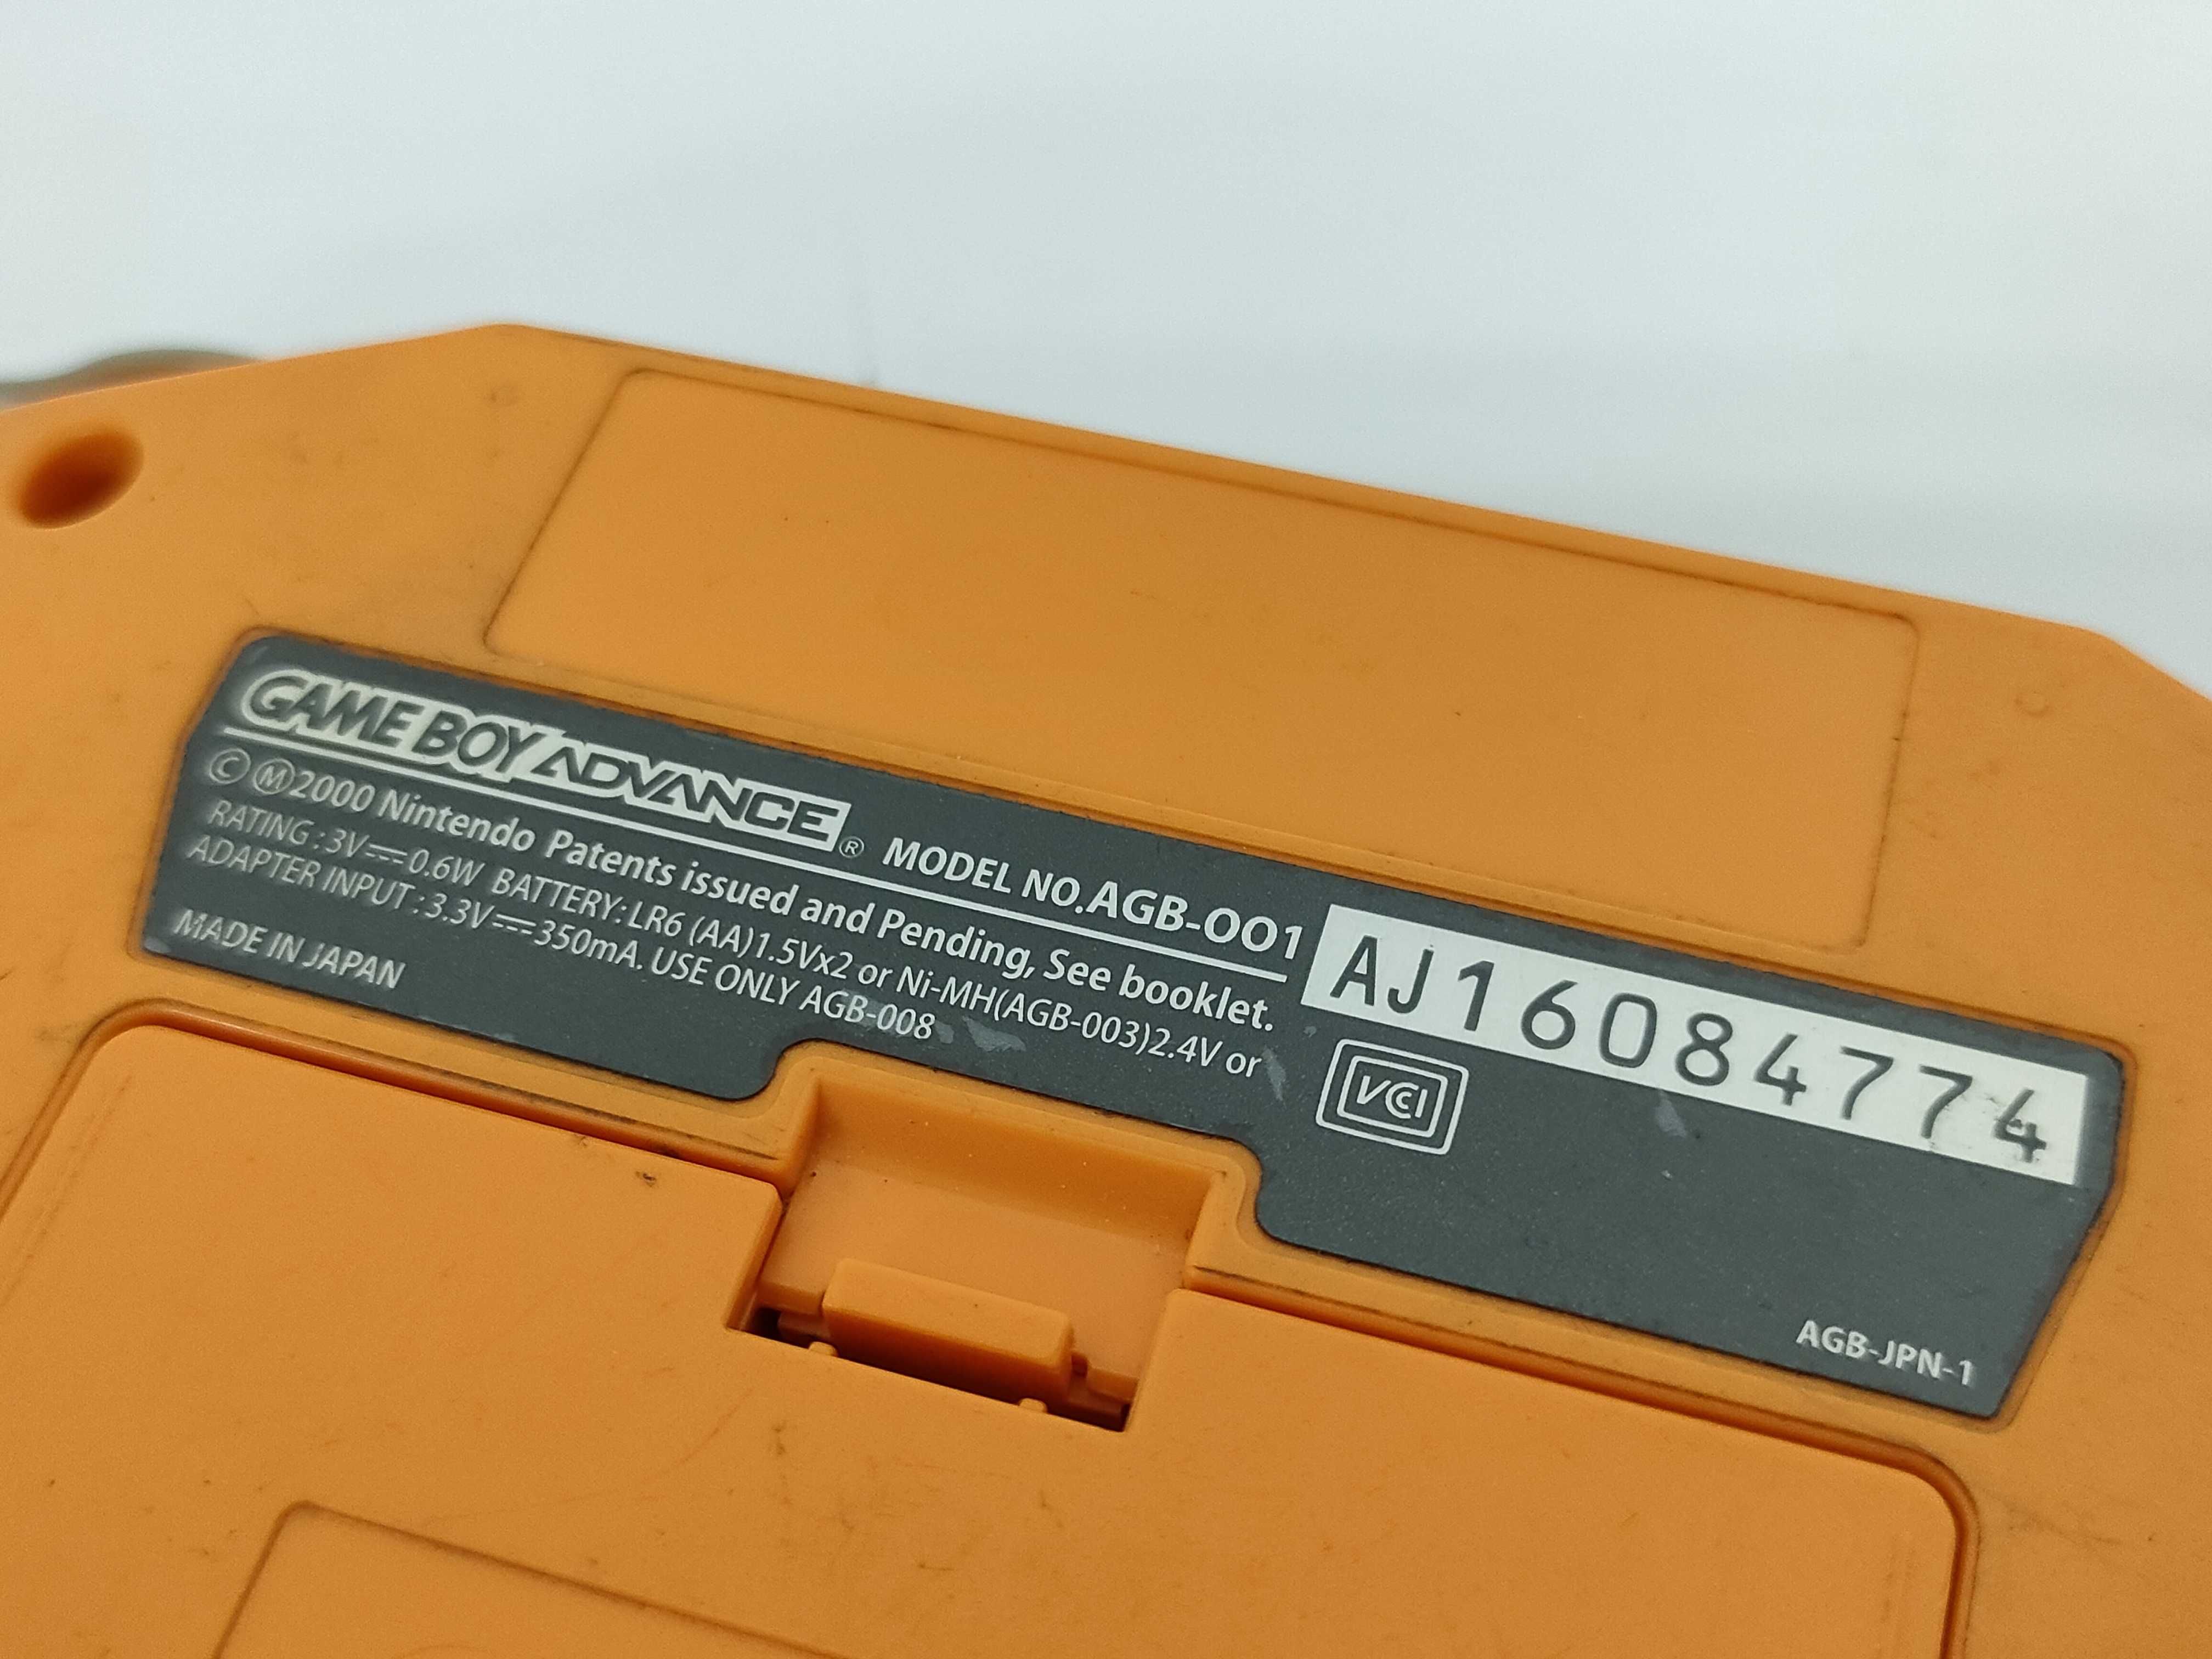 GAME BOY ADVANCE® MODEL NO.AGB-001
AJ16084774
©Ⓜ2000 Nintendo Patents issued and Pending, See booklet.
RATING : 3V⎓0.6W BATTERY: LR6 (AA)1.5Vx2 or Ni-MH(AGB-003)2.4V or
ADAPTER INPUT : 3.3V⎓350mA. USE ONLY AGB-008
MADE IN JAPAN
VCI
AGB-JPN-1